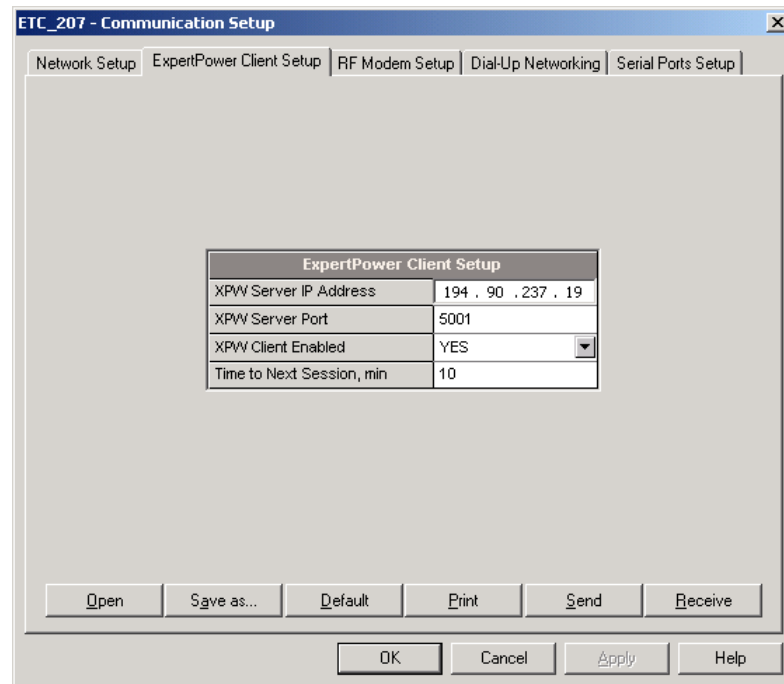 ETC_207 - Communication Setup
Network Setup ExpertPower Client Setup RF Modem Setup Dial-Up Networking Serial Ports Setup
ExpertPower Client Setup
XPW Server IP Address 194 . 90 .237 . 19
XPW Server Port 5001
XPW Client Enabled YES
Time to Next Session, min 10
Open Save as... Default Print Send Receive
OK Cancel Apply Help